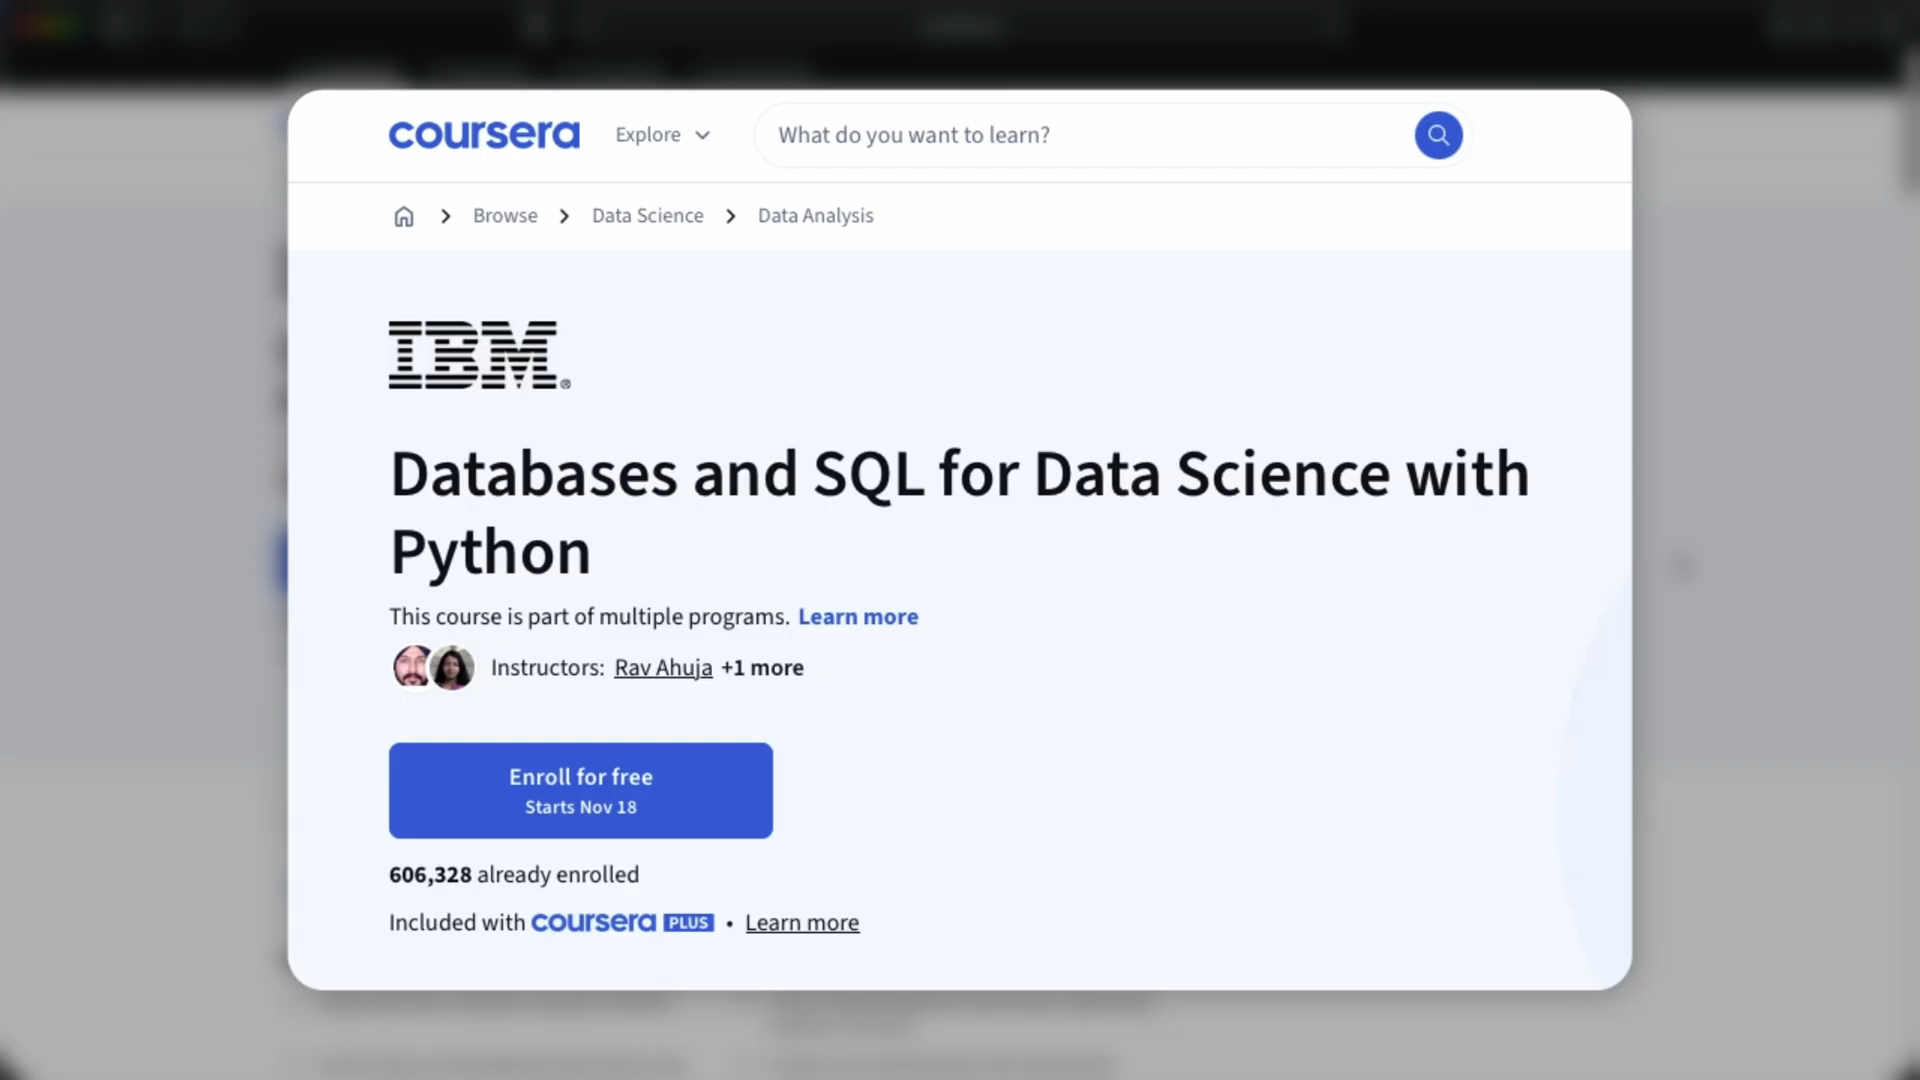 coursera Explore What do you want to learn?
Browse Data Science Data Analysis
IBM®
Databases and SQL for Data Science with
Python
This course is part of multiple programs. Learn more
Instructors: Rav Ahuja +1 more
Enroll for free
Starts Nov 18
606,328 already enrolled
Included with coursera PLUS • Learn more